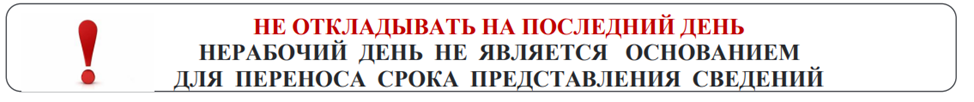 НЕ ОТКЛАДЫВАТЬ НА ПОСЛЕДНИЙ ДЕНЬ
НЕРАБОЧИЙ ДЕНЬ НЕ ЯВЛЯЕТСЯ ОСНОВАНИЕМ
ДЛЯ ПЕРЕНОСА СРОКА ПРЕДСТАВЛЕНИЯ СВЕДЕНИЙ